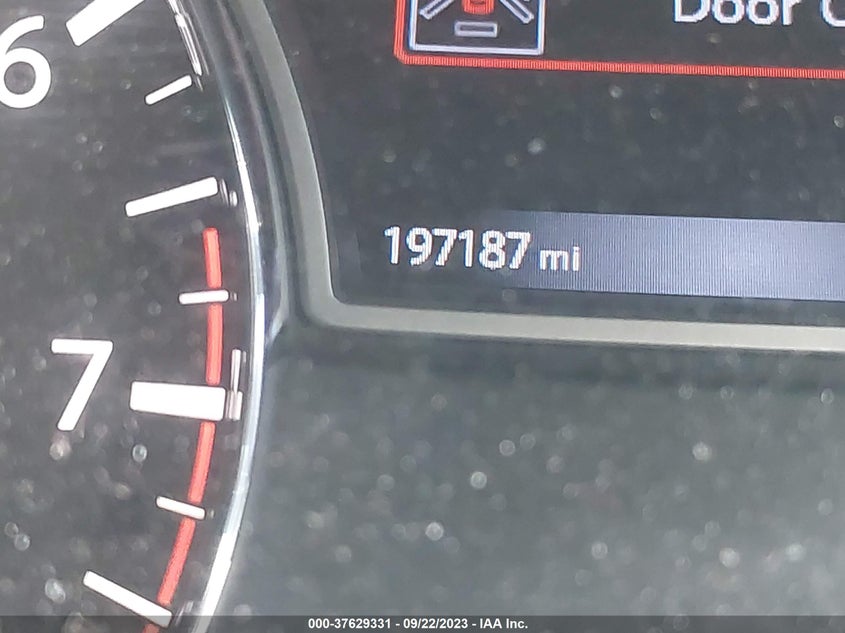 Door
6
197187 mi
7
000-37629331 - 09/22/2023 - IAA Inc.